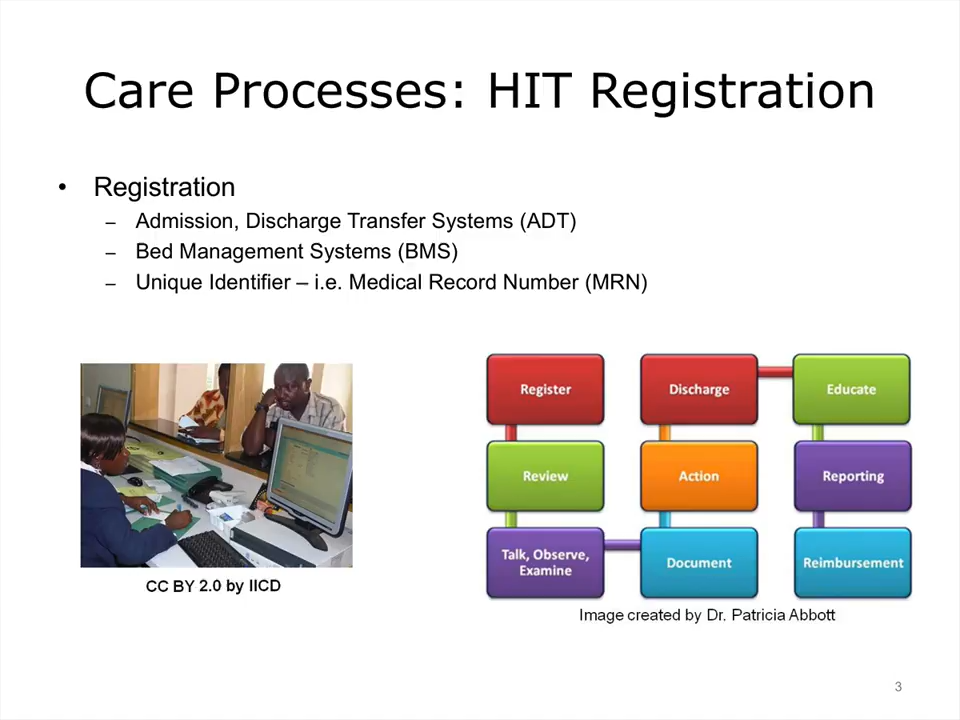 Care Processes: HIT Registration
• Registration
– Admission, Discharge Transfer Systems (ADT)
– Bed Management Systems (BMS)
– Unique Identifier – i.e. Medical Record Number (MRN)
CC BY 2.0 by IICD
Register
Review
Talk, Observe,
Examine
Document
Action
Discharge
Educate
Reporting
Reimbursement
Image created by Dr. Patricia Abbott
3